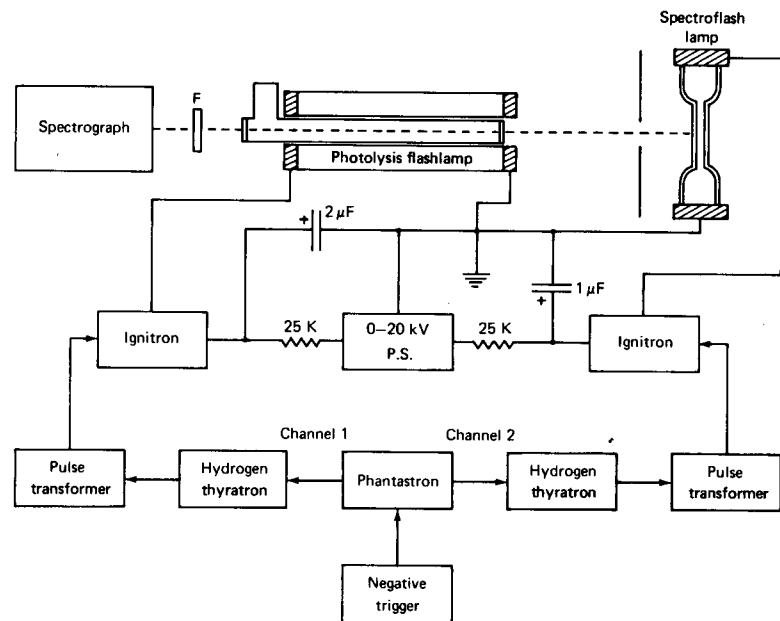 Spectroflash
lamp
F
Spectrograph
Photolysis flashlamp
+
2 µF
1 µF
+
Ignitron
25 K
0–20 kV
P.S.
25 K
Ignitron
Channel 1
Channel 2
Pulse
transformer
Hydrogen
thyratron
Phantastron
Hydrogen
thyratron
Pulse
transformer
Negative
trigger